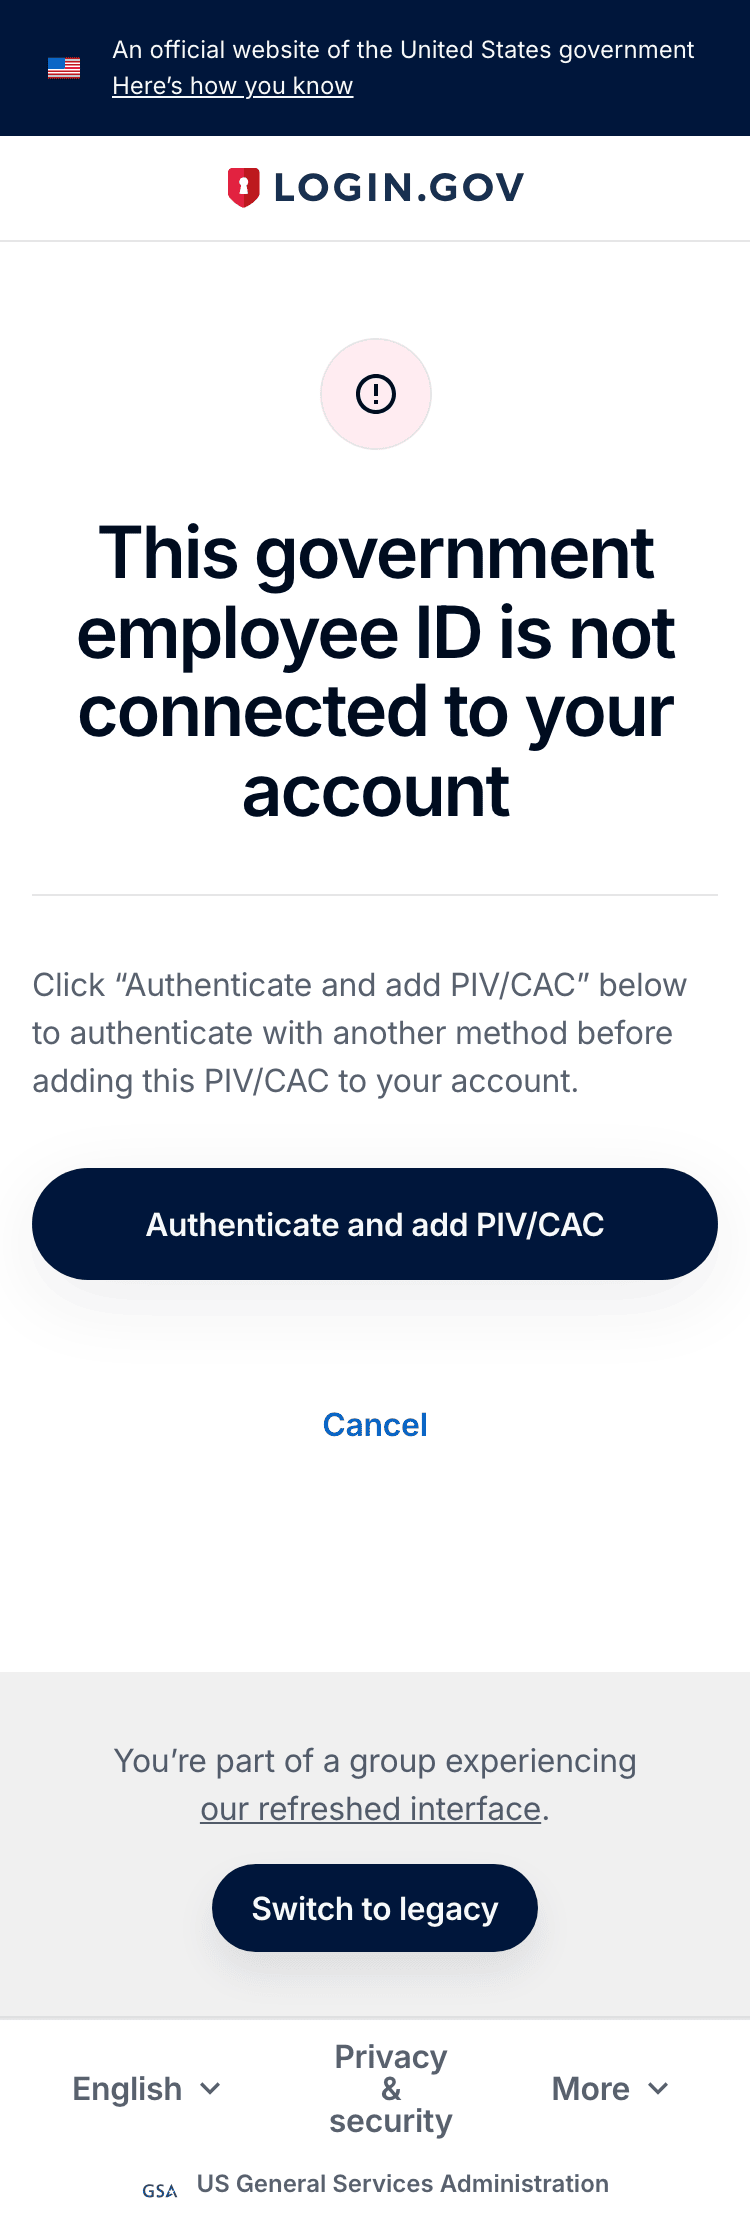 An official website of the United States government
Here’s how you know
LOGIN.GOV
This government
employee ID is not
connected to your
account
Click “Authenticate and add PIV/CAC” below
to authenticate with another method before
adding this PIV/CAC to your account.
Authenticate and add PIV/CAC
Cancel
You’re part of a group experiencing
our refreshed interface.
Switch to legacy
English
Privacy
&
security
More
GSA US General Services Administration